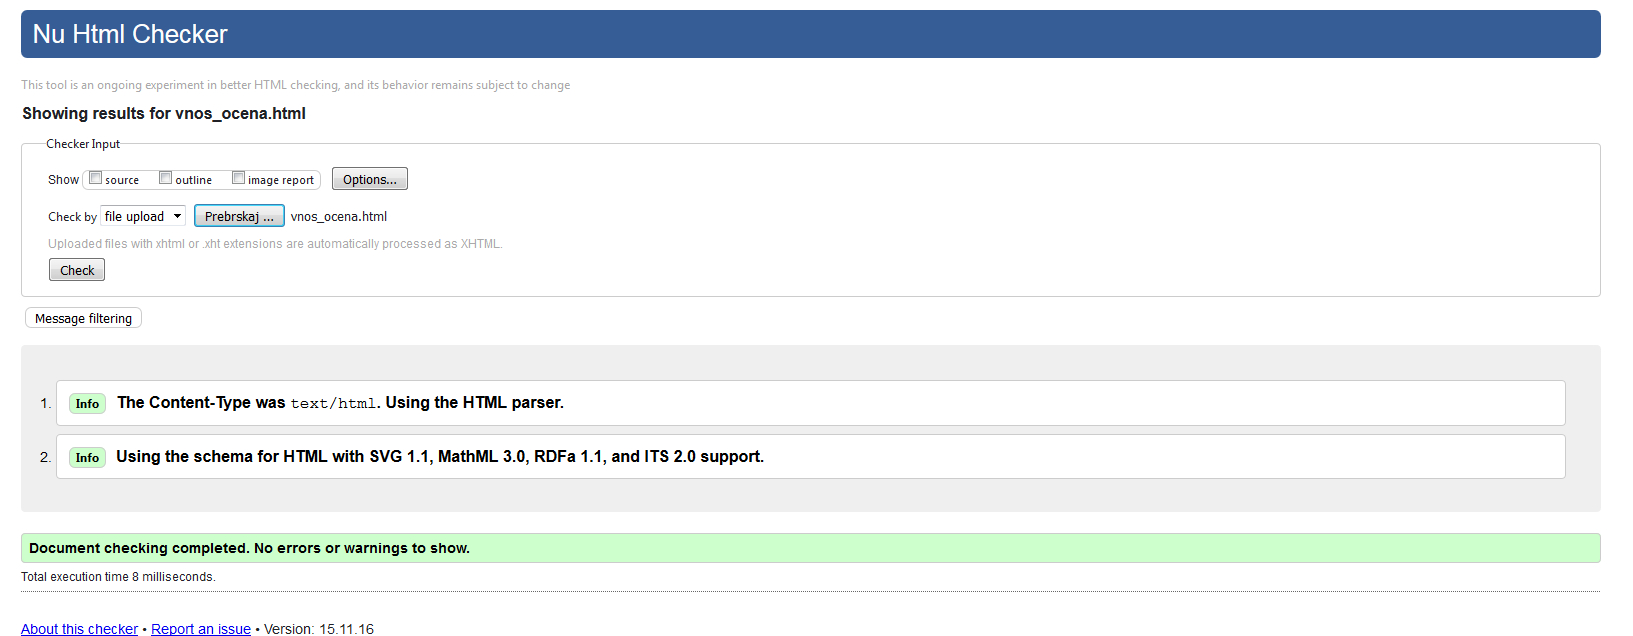 Nu Html Checker
This tool is an ongoing experiment in better HTML checking, and its behavior remains subject to change
Showing results for vnos_ocena.html
Checker Input
Show source outline image report Options...
Check by file upload Prebrskaj ... vnos_ocena.html
Uploaded files with xhtml or .xht extensions are automatically processed as XHTML.
Check
Message filtering
1. Info The Content-Type was text/html. Using the HTML parser.
2. Info Using the schema for HTML with SVG 1.1, MathML 3.0, RDFa 1.1, and ITS 2.0 support.
Document checking completed. No errors or warnings to show.
Total execution time 8 milliseconds.
About this checker • Report an issue • Version: 15.11.16